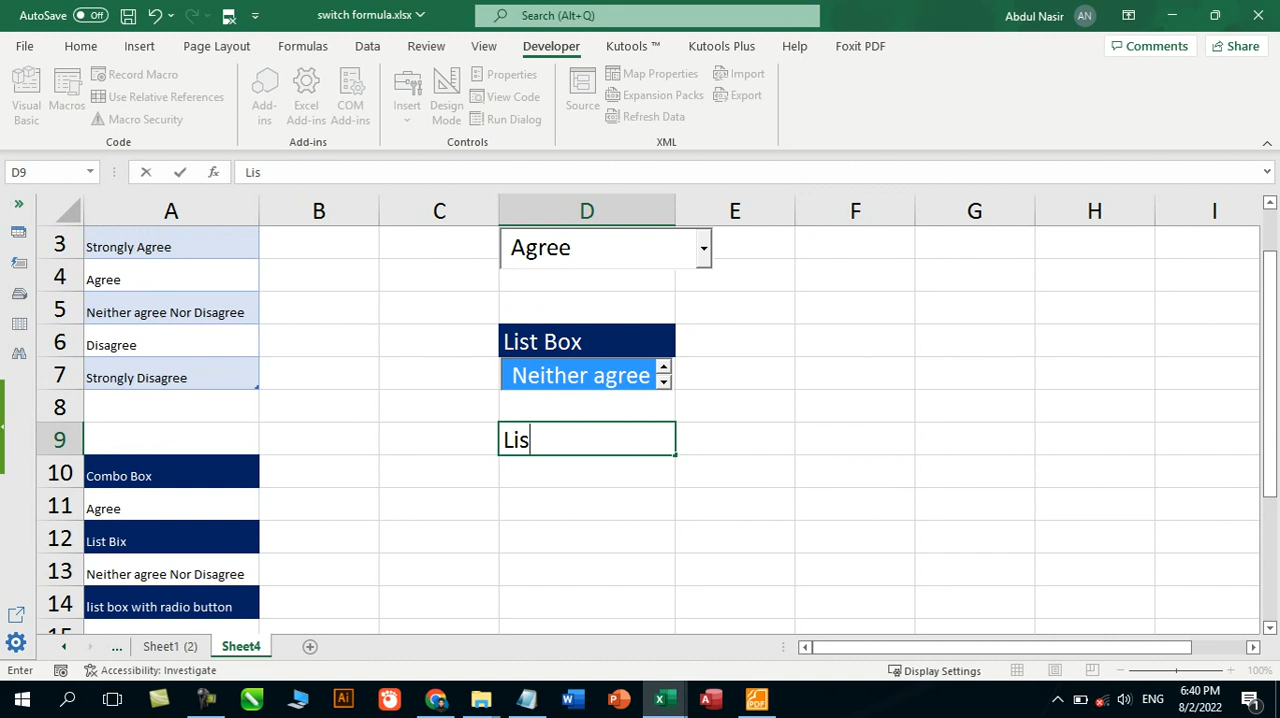 AutoSave Off switch formula.xlsx Search (Alt+Q) Abdul Nasir AN
File Home Insert Page Layout Formulas Data Review View Developer Kutools ™ Kutools Plus Help Foxit PDF Comments Share
Visual Basic Macros Record Macro Use Relative References Macro Security
Add-ins Excel Add-ins COM Add-ins
Insert Design Mode Properties View Code Run Dialog
Source Map Properties Expansion Packs Refresh Data Import Export
Code Add-ins Controls XML
D9 fx Lis
A B C D E F G H I
3 Strongly Agree Agree
4 Agree
5 Neither agree Nor Disagree
6 Disagree List Box
7 Strongly Disagree Neither agree
8
9 Lis
10 Combo Box
11 Agree
12 List Bix
13 Neither agree Nor Disagree
14 list box with radio button
15
... Sheet1 (2) Sheet4
Enter Accessibility: Investigate Display Settings 100%
ENG 6:40 PM
8/2/2022 1